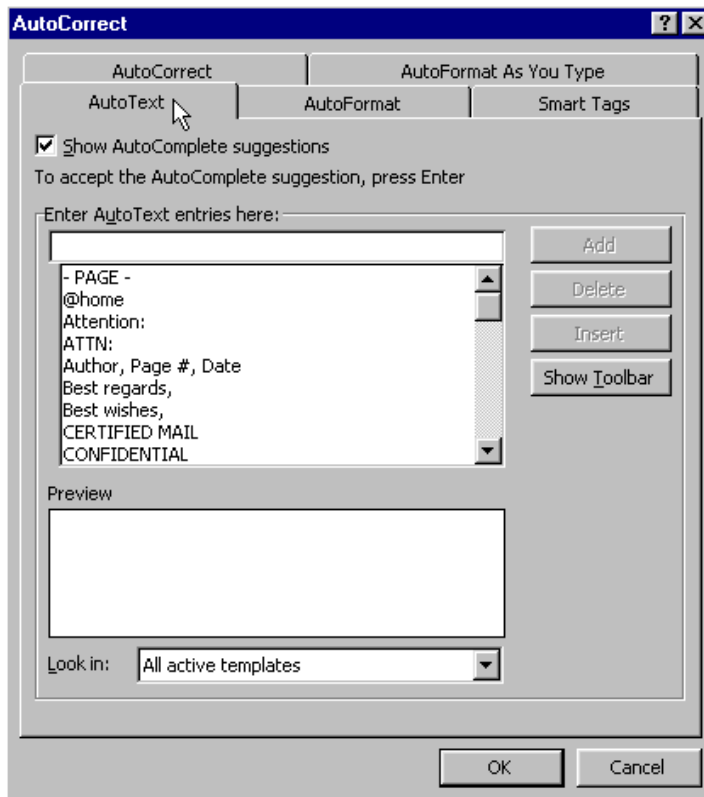 AutoCorrect
AutoCorrect AutoFormat As You Type
AutoText AutoFormat Smart Tags
Show AutoComplete suggestions
To accept the AutoComplete suggestion, press Enter
Enter AutoText entries here:
Add
- PAGE -
@home
Delete
Attention:
ATTN:
Insert
Author, Page #, Date
Show Toolbar
Best regards,
Best wishes,
CERTIFIED MAIL
CONFIDENTIAL
Preview
Look in: All active templates
OK Cancel